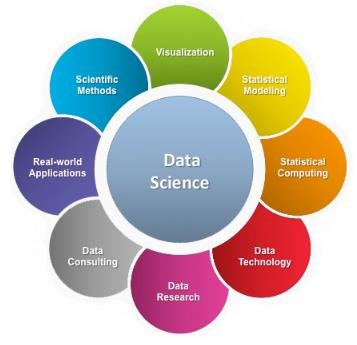 Visualization
Statistical
Modeling
Statistical
Computing
Data
Technology
Data
Research
Data
Consulting
Real-world
Applications
Scientific
Methods
Data
Science